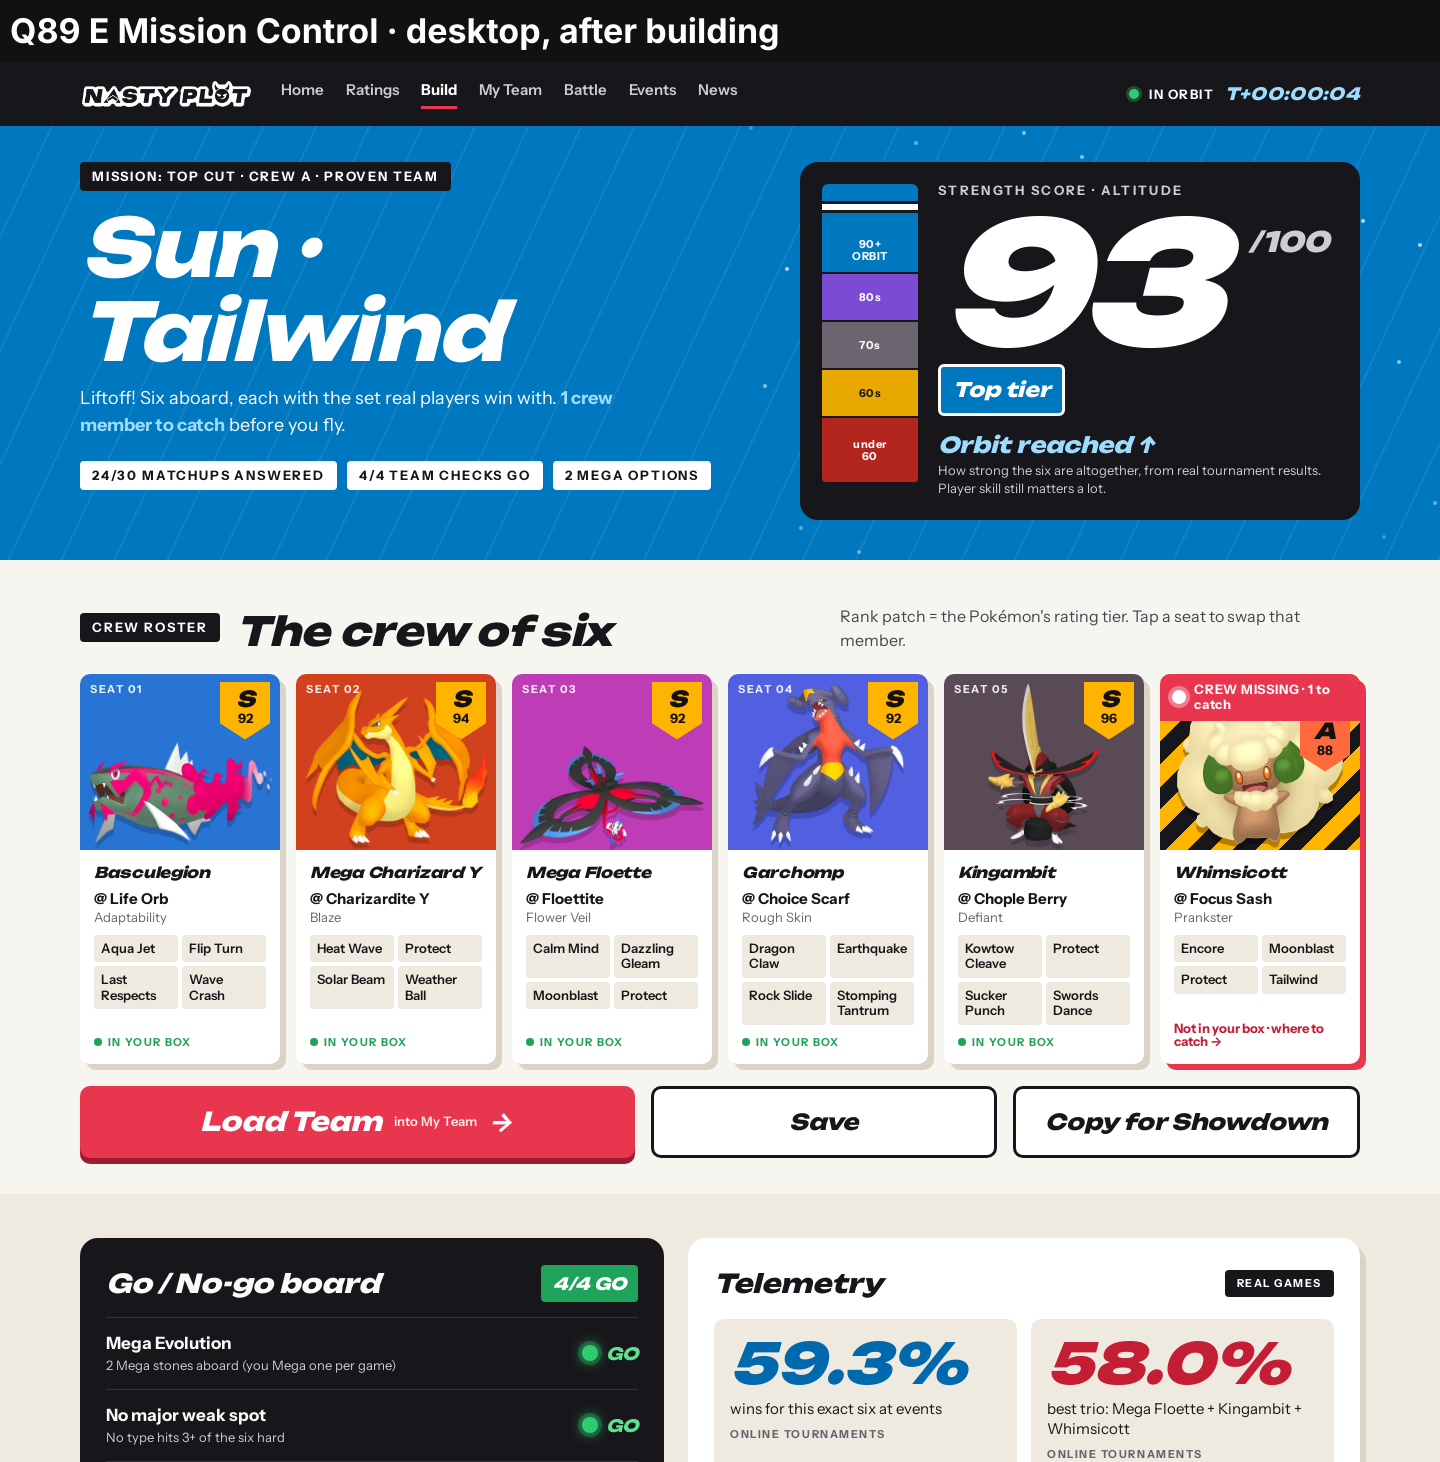 Q89 E Mission Control · desktop, after building
NASTY PLOT
Home Ratings Build My Team Battle Events News
IN ORBIT T+00:00:04
MISSION: TOP CUT · CREW A · PROVEN TEAM
Sun ·
Tailwind
Liftoff! Six aboard, each with the set real players win with. 1 crew
member to catch before you fly.
24/30 MATCHUPS ANSWERED
4/4 TEAM CHECKS GO
2 MEGA OPTIONS
90+
ORBIT
80s
70s
60s
under
60
STRENGTH SCORE · ALTITUDE
93 /100
Top tier
Orbit reached ↑
How strong the six are altogether, from real tournament results.
Player skill still matters a lot.
CREW ROSTER
The crew of six
Rank patch = the Pokémon's rating tier. Tap a seat to swap that
member.
SEAT 01
S
92
Basculegion
@ Life Orb
Adaptability
Aqua Jet
Flip Turn
Last
Respects
Wave
Crash
IN YOUR BOX
SEAT 02
S
94
Mega Charizard Y
@ Charizardite Y
Blaze
Heat Wave
Protect
Solar Beam
Weather
Ball
IN YOUR BOX
SEAT 03
S
92
Mega Floette
@ Floettite
Flower Veil
Calm Mind
Dazzling
Gleam
Moonblast
Protect
IN YOUR BOX
SEAT 04
S
92
Garchomp
@ Choice Scarf
Rough Skin
Dragon
Claw
Earthquake
Rock Slide
Stomping
Tantrum
IN YOUR BOX
SEAT 05
S
96
Kingambit
@ Chople Berry
Defiant
Kowtow
Cleave
Protect
Sucker
Punch
Swords
Dance
IN YOUR BOX
CREW MISSING · 1 to
catch
A
88
Whimsicott
@ Focus Sash
Prankster
Encore
Moonblast
Protect
Tailwind
Not in your box · where to
catch →
Load Team into My Team →
Save
Copy for Showdown
Go / No-go board
4/4 GO
Mega Evolution
2 Mega stones aboard (you Mega one per game)
GO
No major weak spot
No type hits 3+ of the six hard
GO
Telemetry
REAL GAMES
59.3%
wins for this exact six at events
ONLINE TOURNAMENTS
58.0%
best trio: Mega Floette + Kingambit +
Whimsicott
ONLINE TOURNAMENTS